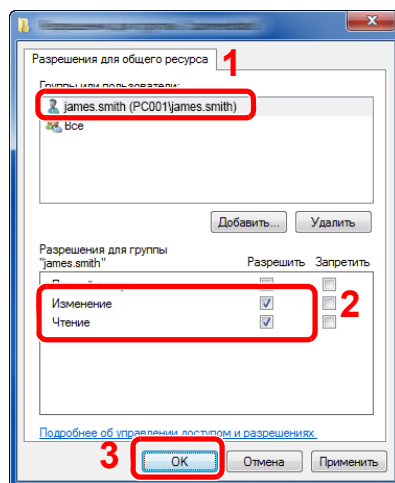 Разрешения для общего ресурса
1
Группы или пользователи:
james.smith (PC001\james.smith)
Все
Добавить... Удалить
Разрешения для группы
"james.smith" Разрешить Запретить
Изменение
2
Чтение
Подробнее об управлении доступом и разрешениях
3
OK Отмена Применить